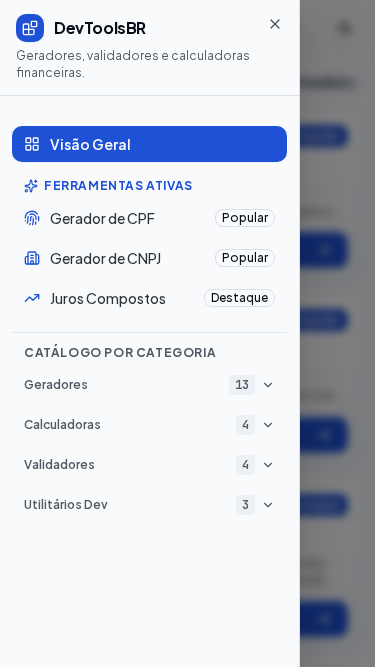 DevToolsBR
Geradores, validadores e calculadoras
financeiras.
Visão Geral
FERRAMENTAS ATIVAS
Gerador de CPF
Popular
Gerador de CNPJ
Popular
Juros Compostos
Destaque
CATÁLOGO POR CATEGORIA
Geradores
13
Calculadoras
4
Validadores
4
Utilitários Dev
3